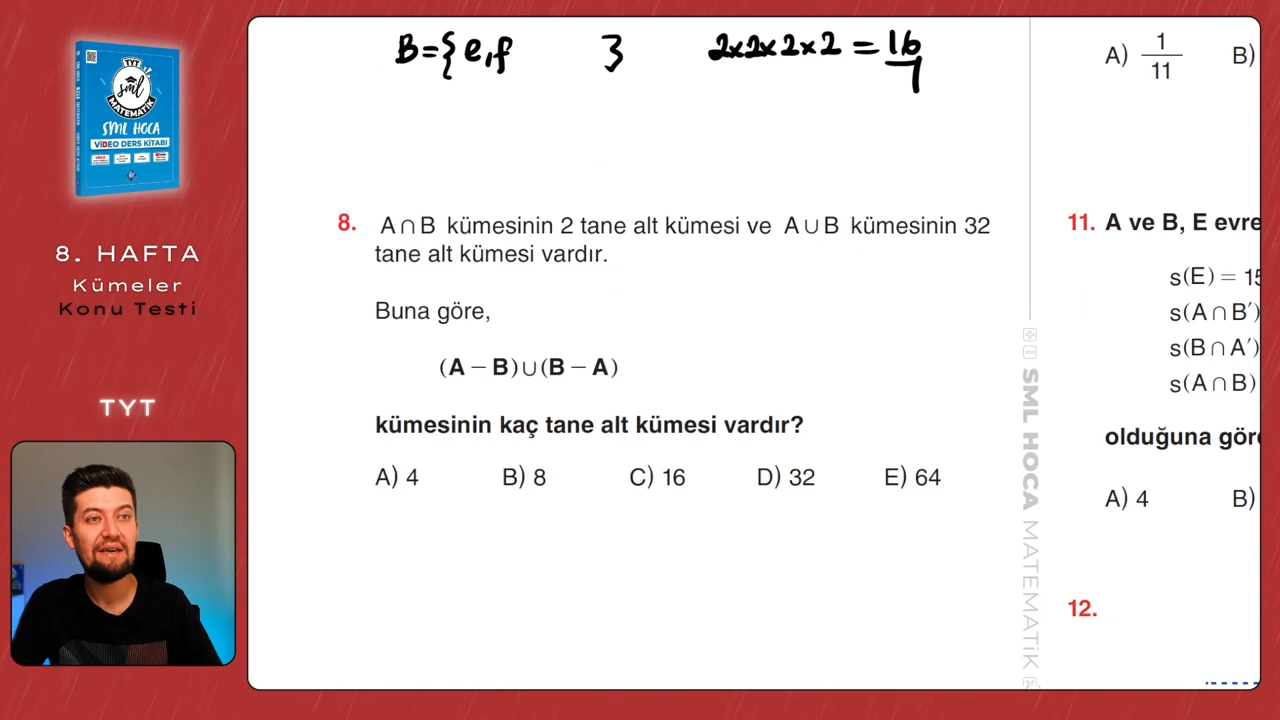 TYT
sml
MATEMATİK
SML HOCA
VİDEO DERS KİTABI
8. HAFTA
Kümeler
Konu Testi
TYT
B={e,f }
2x2x2x2 = 16
8. A∩B kümesinin 2 tane alt kümesi ve A∪B kümesinin 32
tane alt kümesi vardır.
Buna göre,
(A − B)∪(B − A)
kümesinin kaç tane alt kümesi vardır?
A) 4 B) 8 C) 16 D) 32 E) 64
SML HOCA MATEMATİK
A) 1/11 B)
11. A ve B, E evre
s(E) = 15
s(A∩B′)
s(B∩A′)
s(A∩B)
olduğuna göre
A) 4 B)
12.